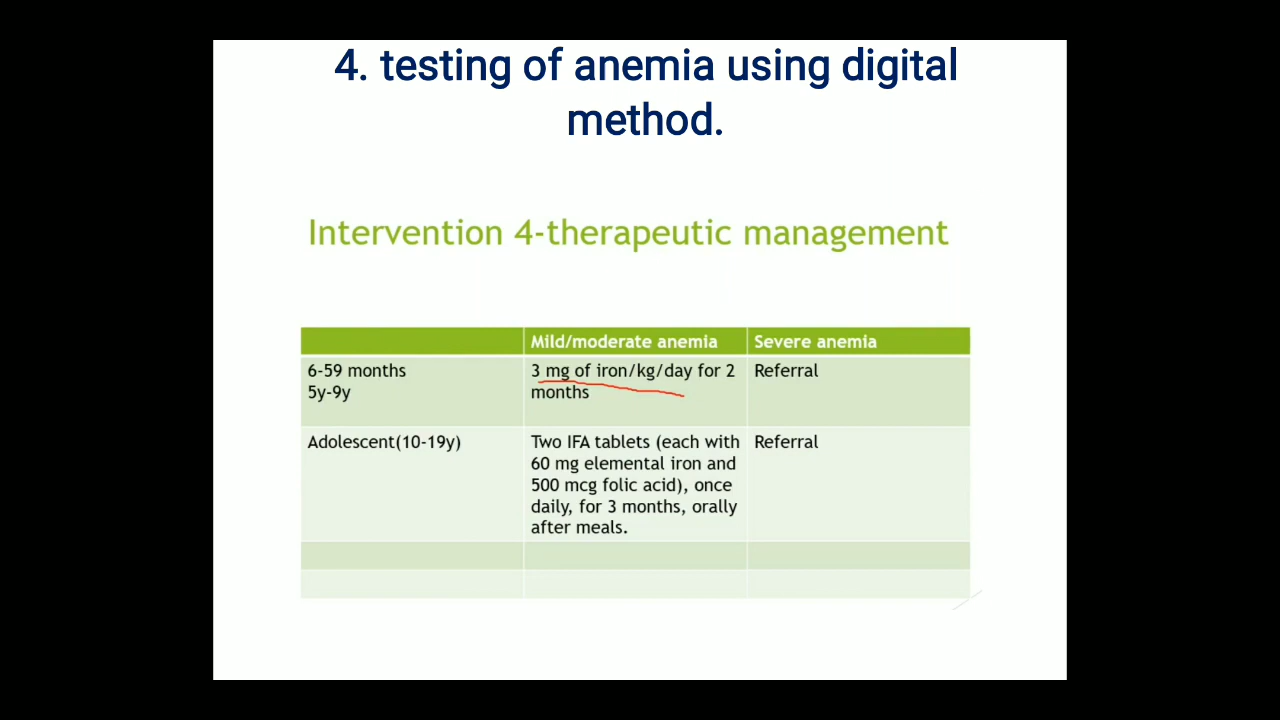 4. testing of anemia using digital
method.
Intervention 4-therapeutic management
Mild/moderate anemia Severe anemia
6-59 months 3 mg of iron/kg/day for 2 Referral
5y-9y months
Adolescent(10-19y) Two IFA tablets (each with Referral
60 mg elemental iron and
500 mcg folic acid), once
daily, for 3 months, orally
after meals.